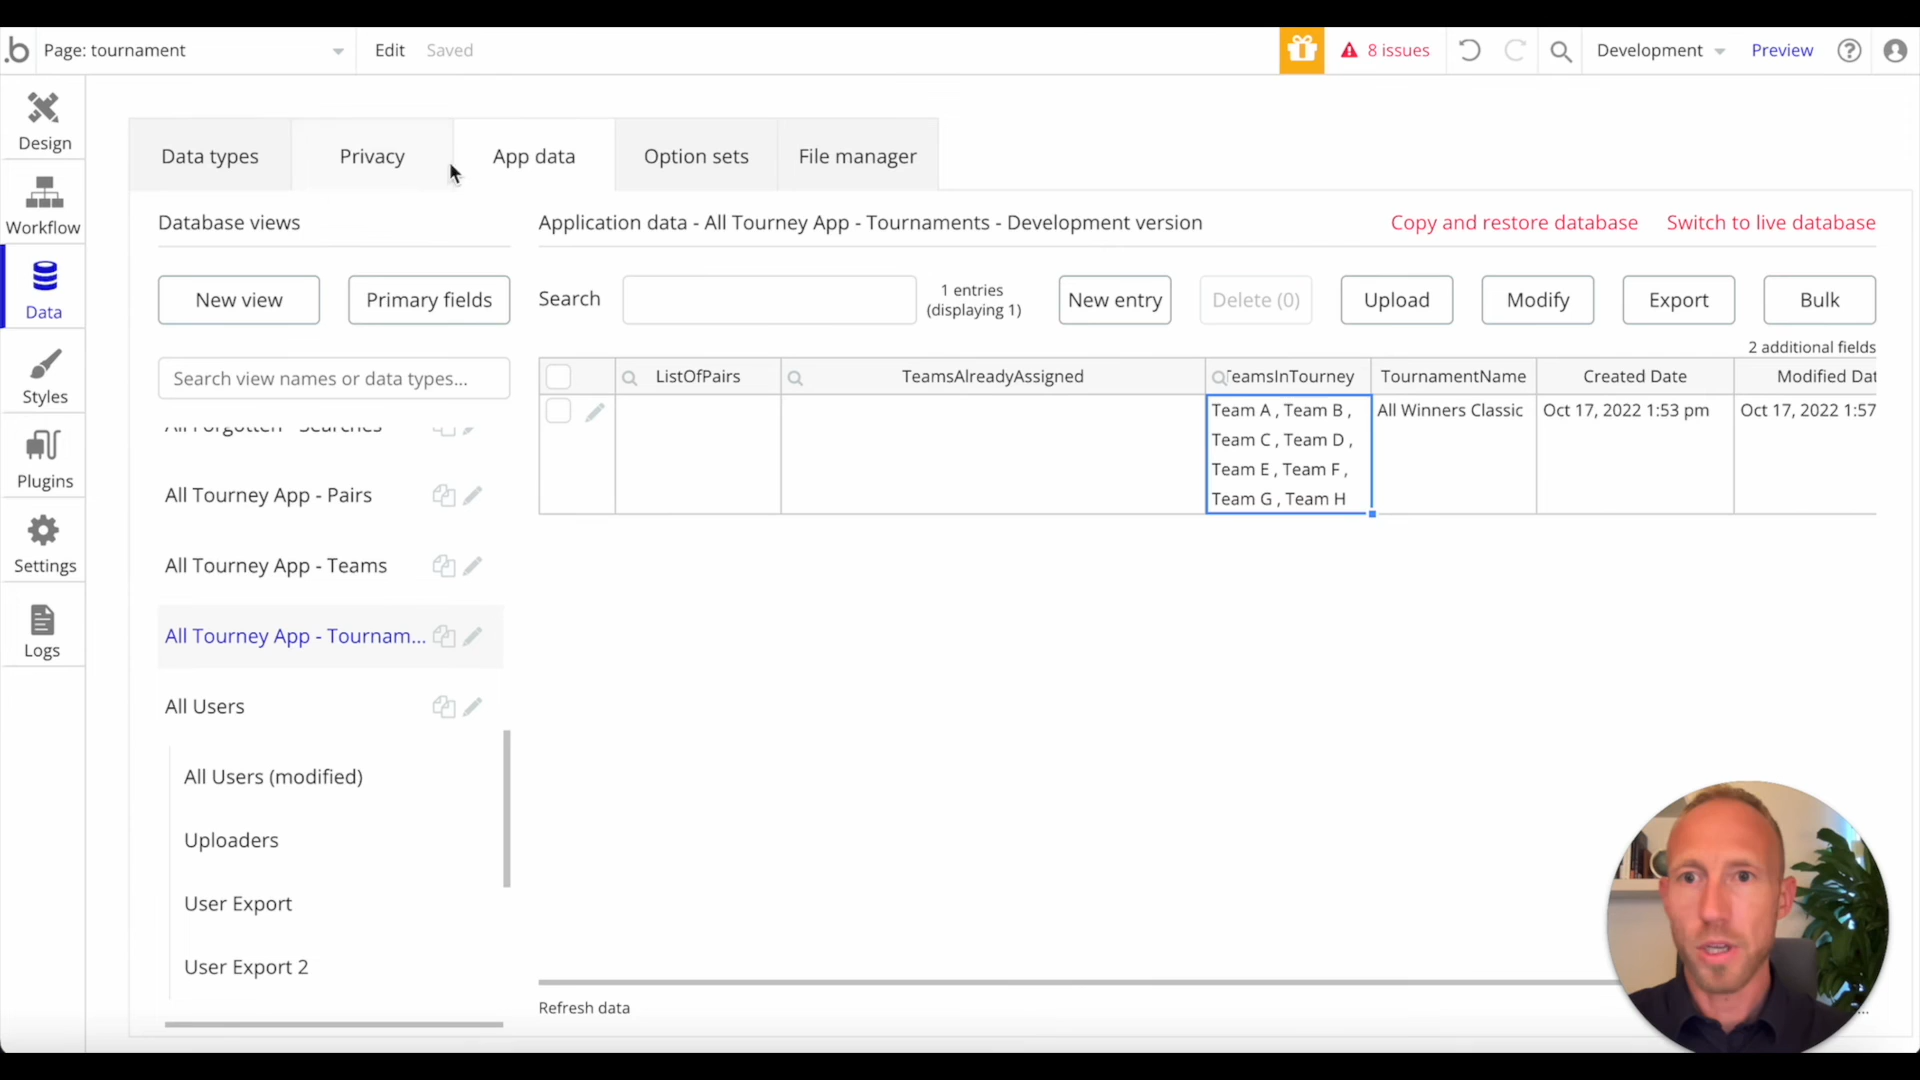 .b
Page: tournament
Edit
Saved
8 issues
Development
Preview
?
Design
Workflow
Data
Styles
Plugins
Settings
Logs
Data types
Privacy
App data
Option sets
File manager
Database views
New view
Primary fields
Search view names or data types...
All Forgotten - Searches
All Tourney App - Pairs
All Tourney App - Teams
All Tourney App - Tournam...
All Users
All Users (modified)
Uploaders
User Export
User Export 2
Application data - All Tourney App - Tournaments - Development version
Copy and restore database
Switch to live database
Search
1 entries
(displaying 1)
New entry
Delete (0)
Upload
Modify
Export
Bulk
2 additional fields
ListOfPairs
TeamsAlreadyAssigned
TeamsInTourney
TournamentName
Created Date
Modified Dat
Team A , Team B ,
Team C , Team D ,
Team E , Team F ,
Team G , Team H
All Winners Classic
Oct 17, 2022 1:53 pm
Oct 17, 2022 1:57
Refresh data